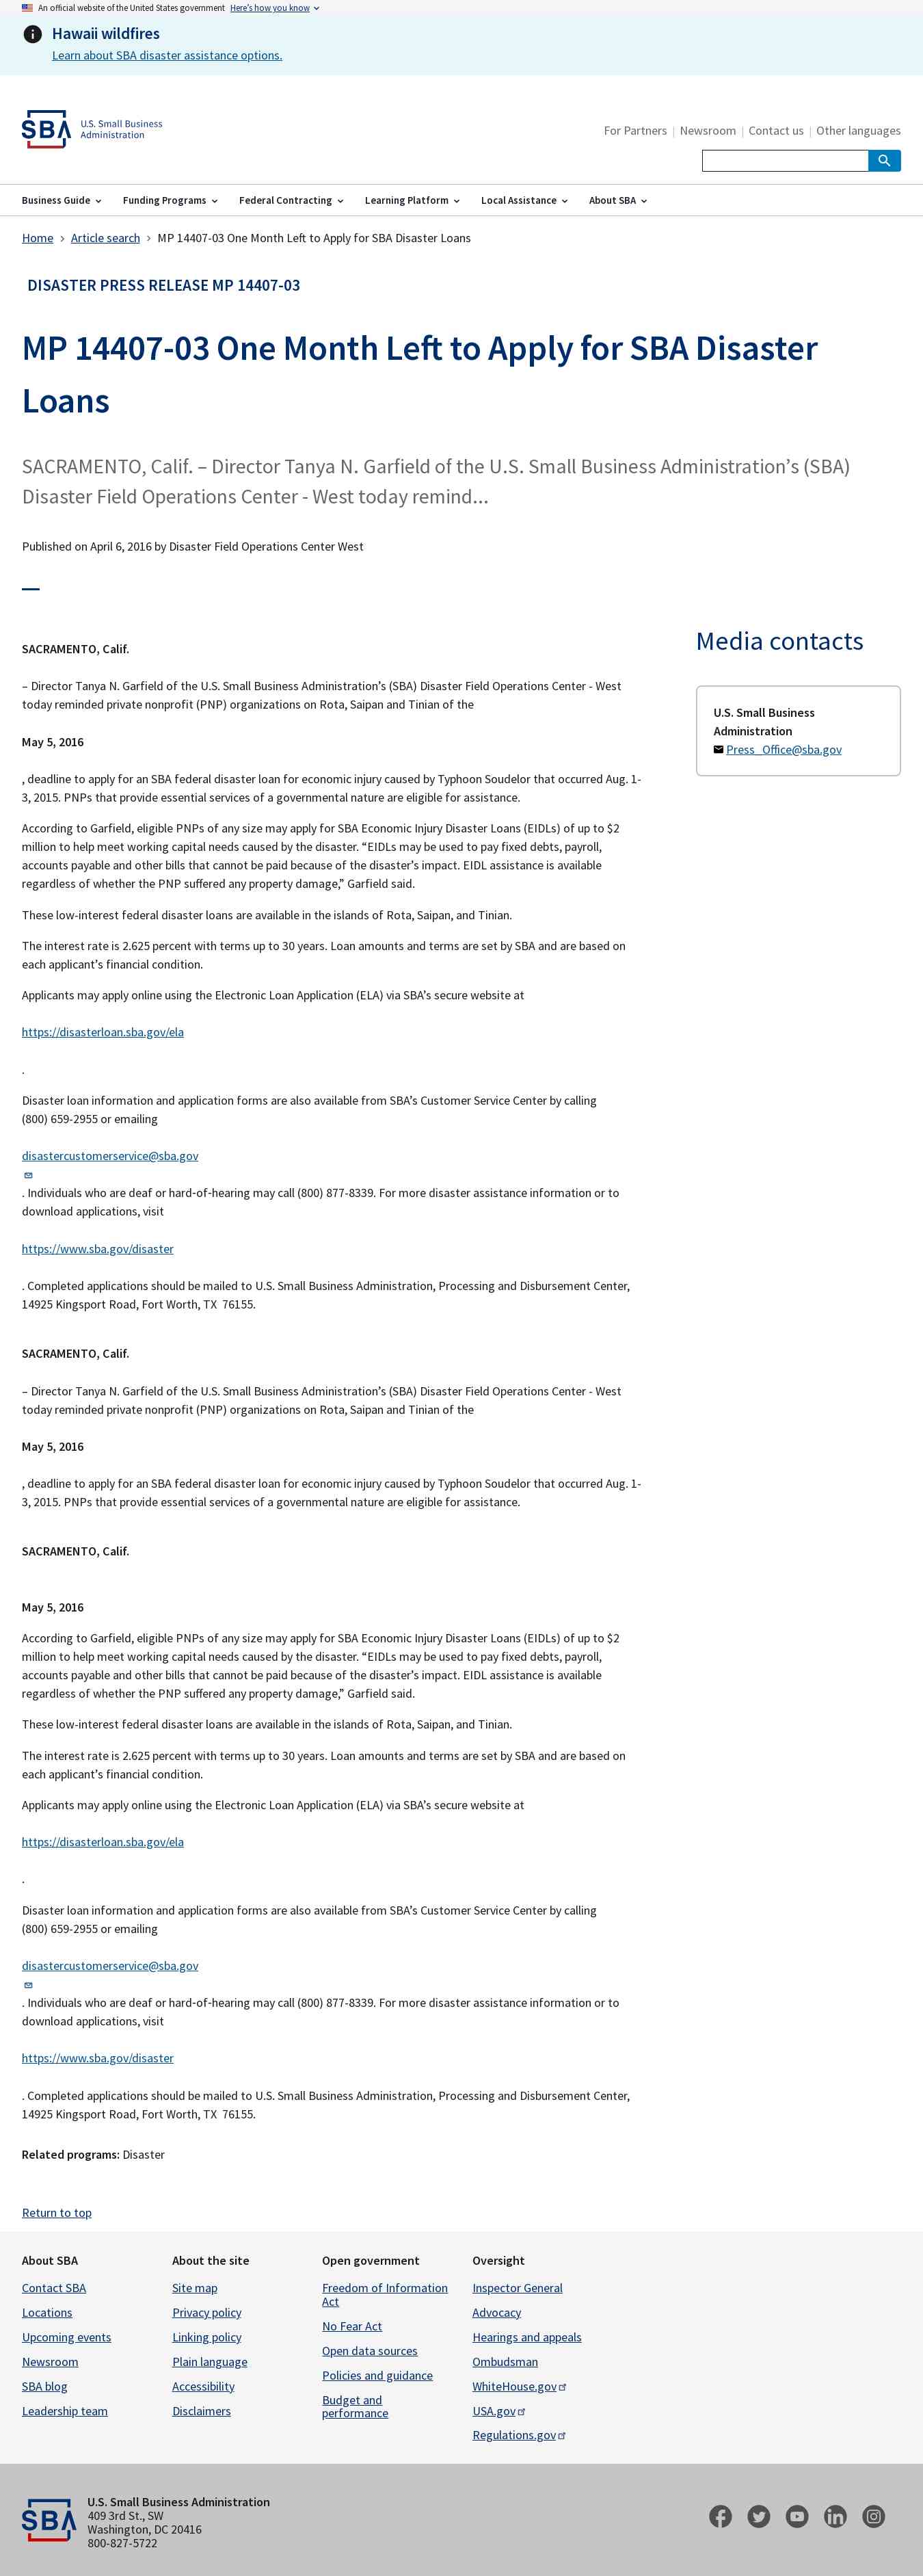 An official website of the United States government Here’s how you know
Hawaii wildfires
Learn about SBA disaster assistance options.
SBA
U.S. Small Business
Administration
For Partners | Newsroom | Contact us | Other languages
Business Guide Funding Programs Federal Contracting Learning Platform Local Assistance About SBA
Home > Article search > MP 14407-03 One Month Left to Apply for SBA Disaster Loans
DISASTER PRESS RELEASE MP 14407-03
MP 14407-03 One Month Left to Apply for SBA Disaster
Loans
SACRAMENTO, Calif. – Director Tanya N. Garfield of the U.S. Small Business Administration’s (SBA)
Disaster Field Operations Center - West today remind...
Published on April 6, 2016 by Disaster Field Operations Center West
SACRAMENTO, Calif.
– Director Tanya N. Garfield of the U.S. Small Business Administration’s (SBA) Disaster Field Operations Center - West
today reminded private nonprofit (PNP) organizations on Rota, Saipan and Tinian of the
May 5, 2016
, deadline to apply for an SBA federal disaster loan for economic injury caused by Typhoon Soudelor that occurred Aug. 1-
3, 2015. PNPs that provide essential services of a governmental nature are eligible for assistance.
According to Garfield, eligible PNPs of any size may apply for SBA Economic Injury Disaster Loans (EIDLs) of up to $2
million to help meet working capital needs caused by the disaster. “EIDLs may be used to pay fixed debts, payroll,
accounts payable and other bills that cannot be paid because of the disaster’s impact. EIDL assistance is available
regardless of whether the PNP suffered any property damage,” Garfield said.
These low-interest federal disaster loans are available in the islands of Rota, Saipan, and Tinian.
The interest rate is 2.625 percent with terms up to 30 years. Loan amounts and terms are set by SBA and are based on
each applicant’s financial condition.
Applicants may apply online using the Electronic Loan Application (ELA) via SBA’s secure website at
https://disasterloan.sba.gov/ela
.
Disaster loan information and application forms are also available from SBA’s Customer Service Center by calling
(800) 659-2955 or emailing
disastercustomerservice@sba.gov
. Individuals who are deaf or hard-of-hearing may call (800) 877-8339. For more disaster assistance information or to
download applications, visit
https://www.sba.gov/disaster
. Completed applications should be mailed to U.S. Small Business Administration, Processing and Disbursement Center,
14925 Kingsport Road, Fort Worth, TX 76155.
SACRAMENTO, Calif.
– Director Tanya N. Garfield of the U.S. Small Business Administration’s (SBA) Disaster Field Operations Center - West
today reminded private nonprofit (PNP) organizations on Rota, Saipan and Tinian of the
May 5, 2016
, deadline to apply for an SBA federal disaster loan for economic injury caused by Typhoon Soudelor that occurred Aug. 1-
3, 2015. PNPs that provide essential services of a governmental nature are eligible for assistance.
SACRAMENTO, Calif.
May 5, 2016
According to Garfield, eligible PNPs of any size may apply for SBA Economic Injury Disaster Loans (EIDLs) of up to $2
million to help meet working capital needs caused by the disaster. “EIDLs may be used to pay fixed debts, payroll,
accounts payable and other bills that cannot be paid because of the disaster’s impact. EIDL assistance is available
regardless of whether the PNP suffered any property damage,” Garfield said.
These low-interest federal disaster loans are available in the islands of Rota, Saipan, and Tinian.
The interest rate is 2.625 percent with terms up to 30 years. Loan amounts and terms are set by SBA and are based on
each applicant’s financial condition.
Applicants may apply online using the Electronic Loan Application (ELA) via SBA’s secure website at
https://disasterloan.sba.gov/ela
.
Disaster loan information and application forms are also available from SBA’s Customer Service Center by calling
(800) 659-2955 or emailing
disastercustomerservice@sba.gov
. Individuals who are deaf or hard-of-hearing may call (800) 877-8339. For more disaster assistance information or to
download applications, visit
https://www.sba.gov/disaster
. Completed applications should be mailed to U.S. Small Business Administration, Processing and Disbursement Center,
14925 Kingsport Road, Fort Worth, TX 76155.
Related programs: Disaster
Media contacts
U.S. Small Business
Administration
Press_Office@sba.gov
Return to top
About SBA
Contact SBA
Locations
Upcoming events
Newsroom
SBA blog
Leadership team
About the site
Site map
Privacy policy
Linking policy
Plain language
Accessibility
Disclaimers
Open government
Freedom of Information
Act
No Fear Act
Open data sources
Policies and guidance
Budget and
performance
Oversight
Inspector General
Advocacy
Hearings and appeals
Ombudsman
WhiteHouse.gov
USA.gov
Regulations.gov
SBA
U.S. Small Business Administration
409 3rd St., SW
Washington, DC 20416
800-827-5722